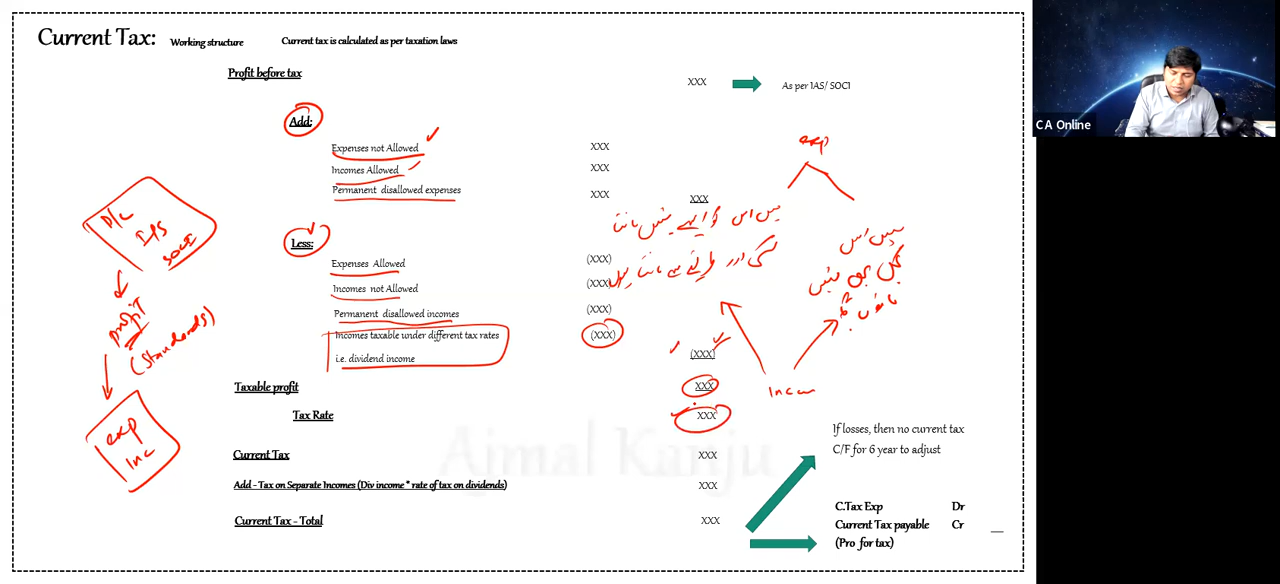 Current Tax: Working structure Current tax is calculated as per taxation laws
Profit before tax XXX As per IAS/ SOCI
Add:
Expenses not Allowed XXX
Incomes Allowed XXX
Permanent disallowed expenses XXX XXX
Less:
Expenses Allowed (XXX)
Incomes not Allowed (XXX)
Permanent disallowed incomes (XXX)
Incomes taxable under different tax rates (XXX)
i.e. dividend income
(XXX)
Taxable profit XXX
Tax Rate XXX
Current Tax XXX
Add - Tax on Separate Incomes (Div income * rate of tax on dividends) XXX
Current Tax - Total XXX
If losses, then no current tax
C/F for 6 year to adjust
C.Tax Exp Dr
Current Tax payable Cr
(Pro for tax)
exp
میں اس
SOCI
profit
(Standards)
exp
Inc
Ajmal Kanju
CA Online